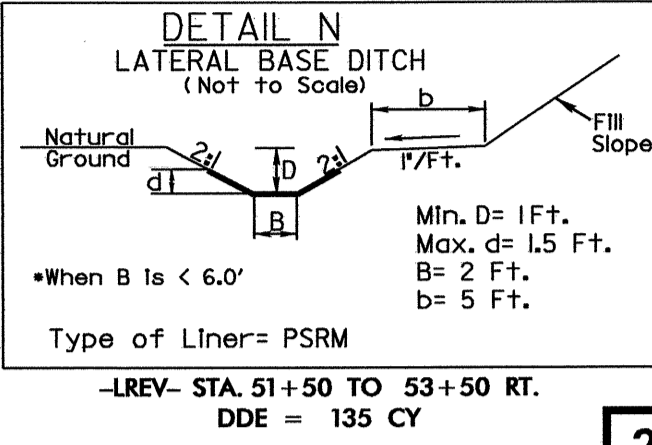 DETAIL N
LATERAL BASE DITCH
(Not to Scale)
b
Natural
Ground
2:1
D
2:1
1"/Ft.
Fill
Slope
d
B
Min. D= 1 Ft.
Max. d= 1.5 Ft.
*When B is < 6.0'
B= 2 Ft.
b= 5 Ft.
Type of Liner= PSRM
-LREV- STA. 51+50 TO 53+50 RT.
DDE = 135 CY
2